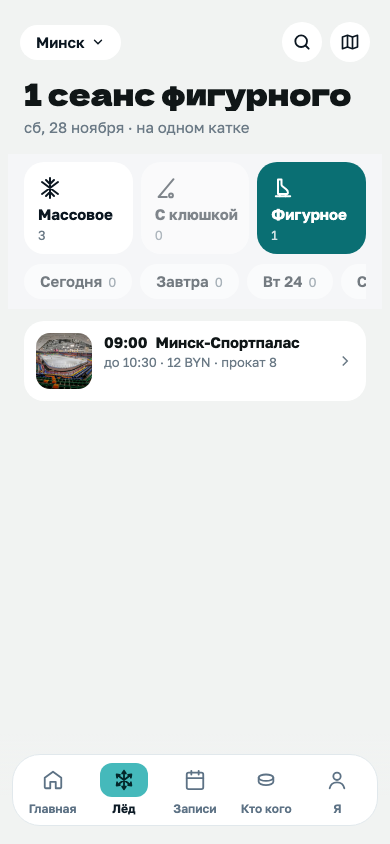 Минск
1 сеанс фигурного
сб, 28 ноября · на одном катке
Массовое
3
С клюшкой
0
Фигурное
1
Сегодня 0
Завтра 0
Вт 24 0
С
09:00 Минск-Спортпалас
до 10:30 · 12 BYN · прокат 8
Главная
Лёд
Записи
Кто кого
Я